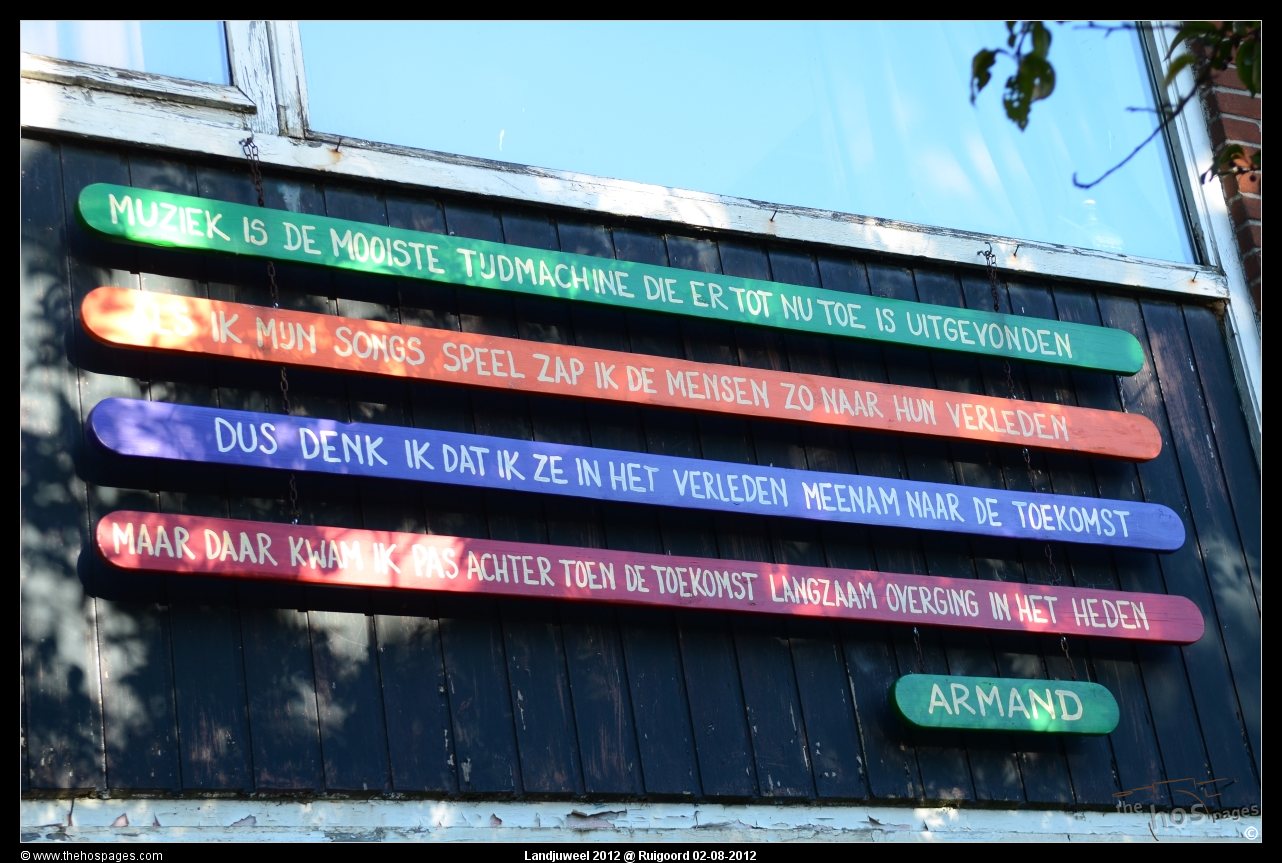 MUZIEK IS DE MOOISTE TIJDMACHINE DIE ER TOT NU TOE IS UITGEVONDEN
ALS IK MIJN SONGS SPEEL ZAP IK DE MENSEN ZO NAAR HUN VERLEDEN
DUS DENK IK DAT IK ZE IN HET VERLEDEN MEENAM NAAR DE TOEKOMST
MAAR DAAR KWAM IK PAS ACHTER TOEN DE TOEKOMST LANGZAAM OVERGING IN HET HEDEN
ARMAND
the hospages
©
© www.thehospages.com
Landjuweel 2012 @ Ruigoord 02-08-2012